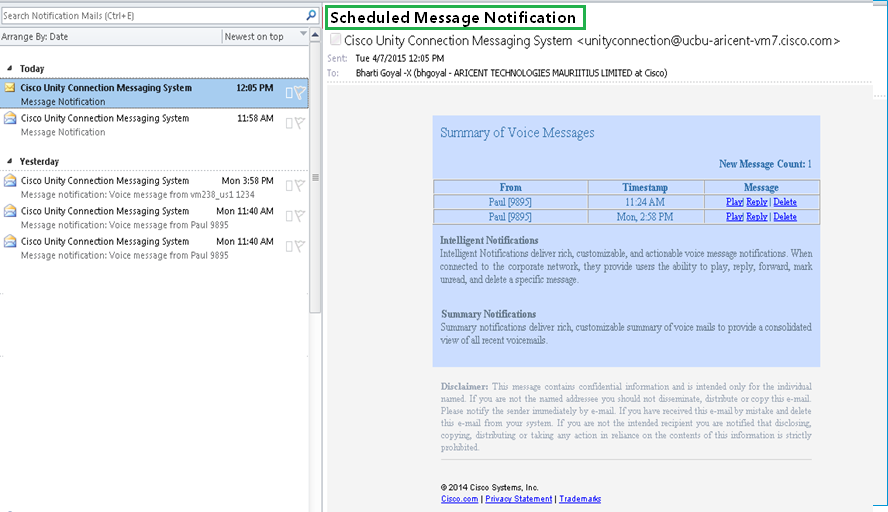 Search Notification Mails (Ctrl+E)
Arrange By: Date Newest on top
Today
Cisco Unity Connection Messaging System 12:05 PM
Message Notification
Cisco Unity Connection Messaging System 11:58 AM
Message Notification
Yesterday
Cisco Unity Connection Messaging System Mon 3:58 PM
Message notification: Voice message from vm238_us1 1234
Cisco Unity Connection Messaging System Mon 11:40 AM
Message notification: Voice message from Paul 9895
Cisco Unity Connection Messaging System Mon 11:40 AM
Message notification: Voice message from Paul 9895
Scheduled Message Notification
Cisco Unity Connection Messaging System <unityconnection@ucbu-aricent-vm7.cisco.com>
Sent: Tue 4/7/2015 12:05 PM
To: Bharti Goyal -X (bhgoyal - ARICENT TECHNOLOGIES MAURIITIUS LIMITED at Cisco)
Summary of Voice Messages
New Message Count: 1
From Timestamp Message
Paul [9895] 11:24 AM Play| Reply | Delete
Paul [9895] Mon, 2:58 PM Play| Reply | Delete
Intelligent Notifications
Intelligent Notifications deliver rich, customizable, and actionable voice message notifications. When
connected to the corporate network, they provide users the ability to play, reply, forward, mark
unread, and delete a specific message.
Summary Notifications
Summary notifications deliver rich, customizable summary of voice mails to provide a consolidated
view of all recent voicemails.
Disclaimer: This message contains confidential information and is intended only for the individual
named. If you are not the named addressee you should not disseminate, distribute or copy this e-mail.
Please notify the sender immediately by e-mail. If you have received this e-mail by mistake and delete
this e-mail from your system. If you are not the intended recipient you are notified that disclosing,
copying, distributing or taking any action in reliance on the contents of this information is strictly
prohibited.
© 2014 Cisco Systems, Inc.
Cisco.com | Privacy Statement | Trademarks